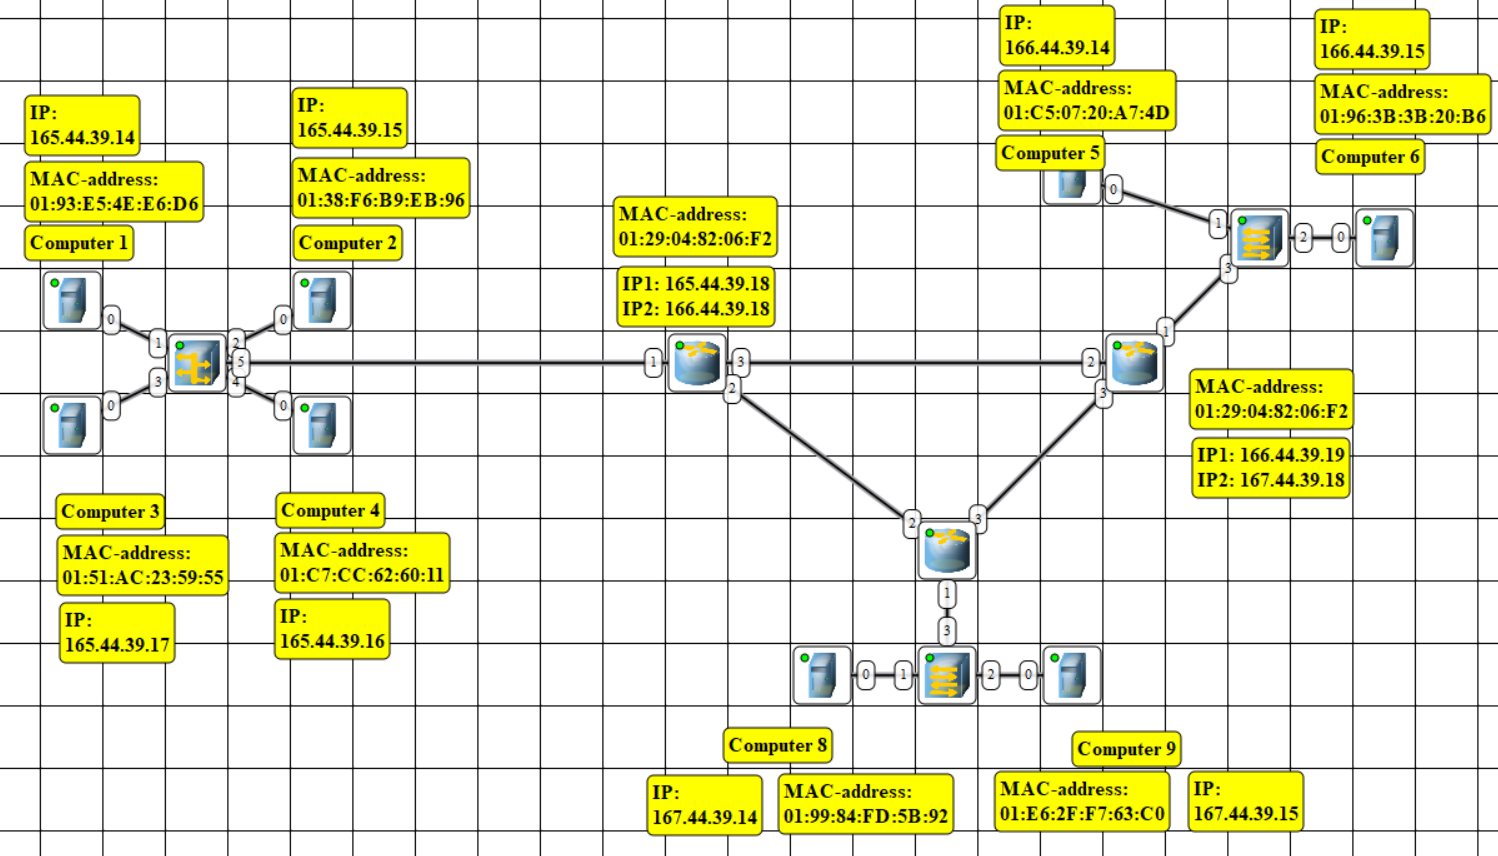 IP:
165.44.39.14
MAC-address:
01:93:E5:4E:E6:D6
Computer 1
IP:
165.44.39.15
MAC-address:
01:38:F6:B9:EB:96
Computer 2
0
1
0
2
5
3
0
4
0
Computer 3
MAC-address:
01:51:AC:23:59:55
IP:
165.44.39.17
Computer 4
MAC-address:
01:C7:CC:62:60:11
IP:
165.44.39.16
MAC-address:
01:29:04:82:06:F2
IP1: 165.44.39.18
IP2: 166.44.39.18
1
3
2
IP:
166.44.39.14
MAC-address:
01:C5:07:20:A7:4D
Computer 5
0
IP:
166.44.39.15
MAC-address:
01:96:3B:3B:20:B6
Computer 6
1
2
0
3
1
2
3
MAC-address:
01:29:04:82:06:F2
IP1: 166.44.39.19
IP2: 167.44.39.18
2
3
1
3
0
1
2
0
Computer 8
IP:
167.44.39.14
MAC-address:
01:99:84:FD:5B:92
Computer 9
MAC-address:
01:E6:2F:F7:63:C0
IP:
167.44.39.15